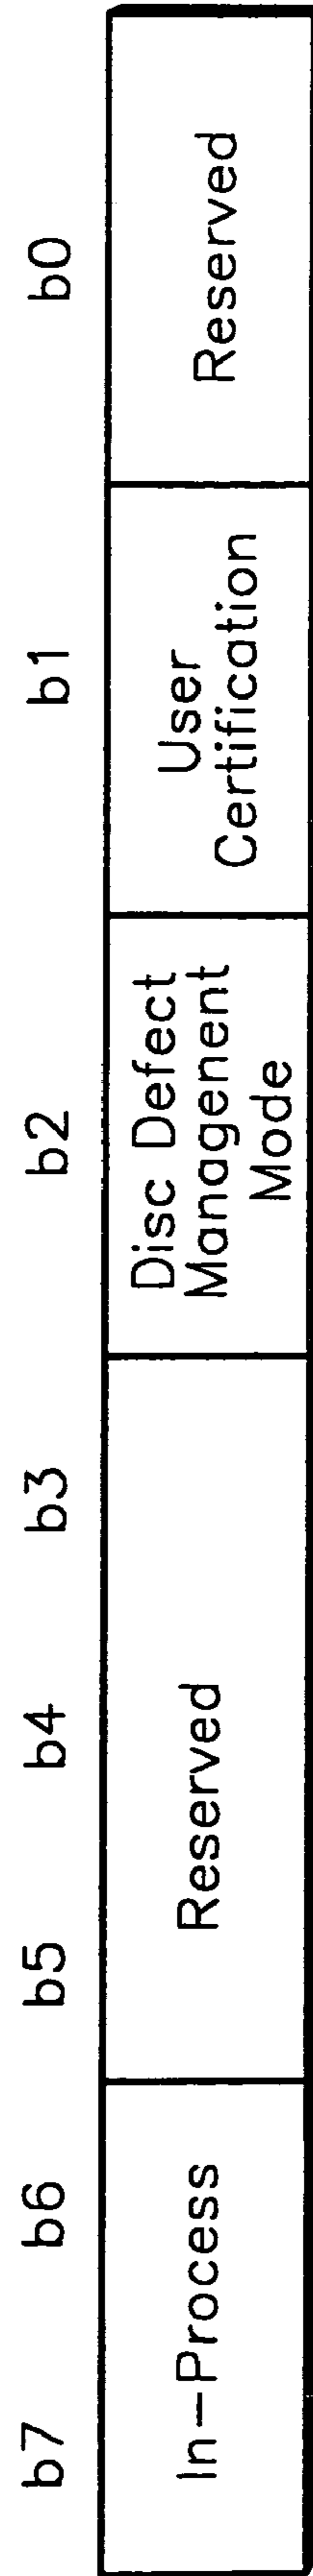 b7 b6 b5 b4 b3 b2 b1 b0
In-Process
Reserved
Disc Defect
Managenent
Mode
User
Certification
Reserved